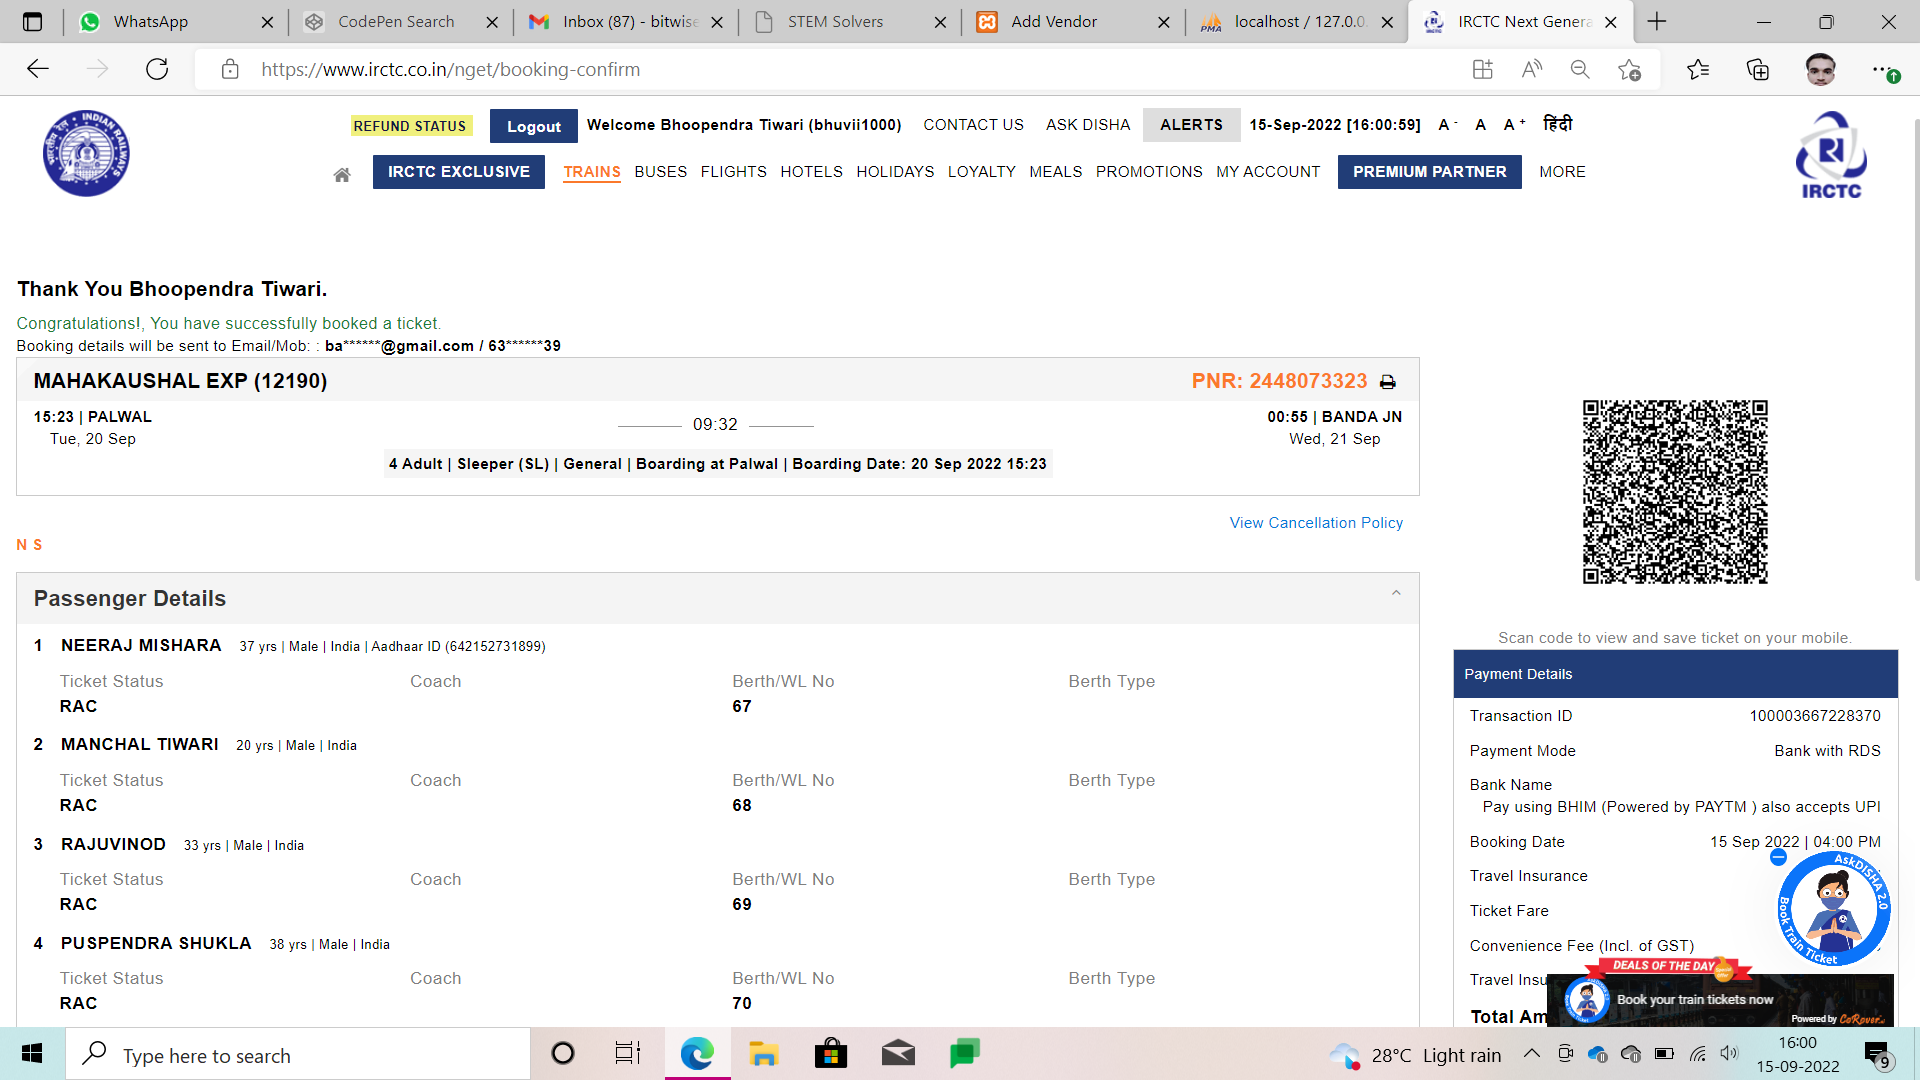 WhatsApp
CodePen Search
Inbox (87) - bitwise
STEM Solvers
Add Vendor
localhost / 127.0.0.
IRCTC Next Genera
https://www.irctc.co.in/nget/booking-confirm
REFUND STATUS Logout Welcome Bhoopendra Tiwari (bhuvii1000) CONTACT US ASK DISHA ALERTS 15-Sep-2022 [16:00:59] A - A A + हिंदी
IRCTC EXCLUSIVE TRAINS BUSES FLIGHTS HOTELS HOLIDAYS LOYALTY MEALS PROMOTIONS MY ACCOUNT PREMIUM PARTNER MORE
INDIAN RAILWAYS
IRCTC
Thank You Bhoopendra Tiwari.
Congratulations!, You have successfully booked a ticket.
Booking details will be sent to Email/Mob: : ba******@gmail.com / 63******39
MAHAKAUSHAL EXP (12190) PNR: 2448073323
15:23 | PALWAL 09:32 00:55 | BANDA JN
Tue, 20 Sep Wed, 21 Sep
4 Adult | Sleeper (SL) | General | Boarding at Palwal | Boarding Date: 20 Sep 2022 15:23
View Cancellation Policy
N S
Passenger Details
1 NEERAJ MISHARA 37 yrs | Male | India | Aadhaar ID (642152731899)
Ticket Status Coach Berth/WL No Berth Type
RAC 67
2 MANCHAL TIWARI 20 yrs | Male | India
Ticket Status Coach Berth/WL No Berth Type
RAC 68
3 RAJUVINOD 33 yrs | Male | India
Ticket Status Coach Berth/WL No Berth Type
RAC 69
4 PUSPENDRA SHUKLA 38 yrs | Male | India
Ticket Status Coach Berth/WL No Berth Type
RAC 70
Scan code to view and save ticket on your mobile.
Payment Details
Transaction ID 100003667228370
Payment Mode Bank with RDS
Bank Name
Pay using BHIM (Powered by PAYTM ) also accepts UPI
Booking Date 15 Sep 2022 | 04:00 PM
Travel Insurance
Ticket Fare
Convenience Fee (Incl. of GST)
Travel Insu
Total Am
AskDISHA 2.0
Book Train Ticket
DEALS OF THE DAY
Book your train tickets now
Powered by CoRover
Type here to search
28°C Light rain
16:00
15-09-2022
9